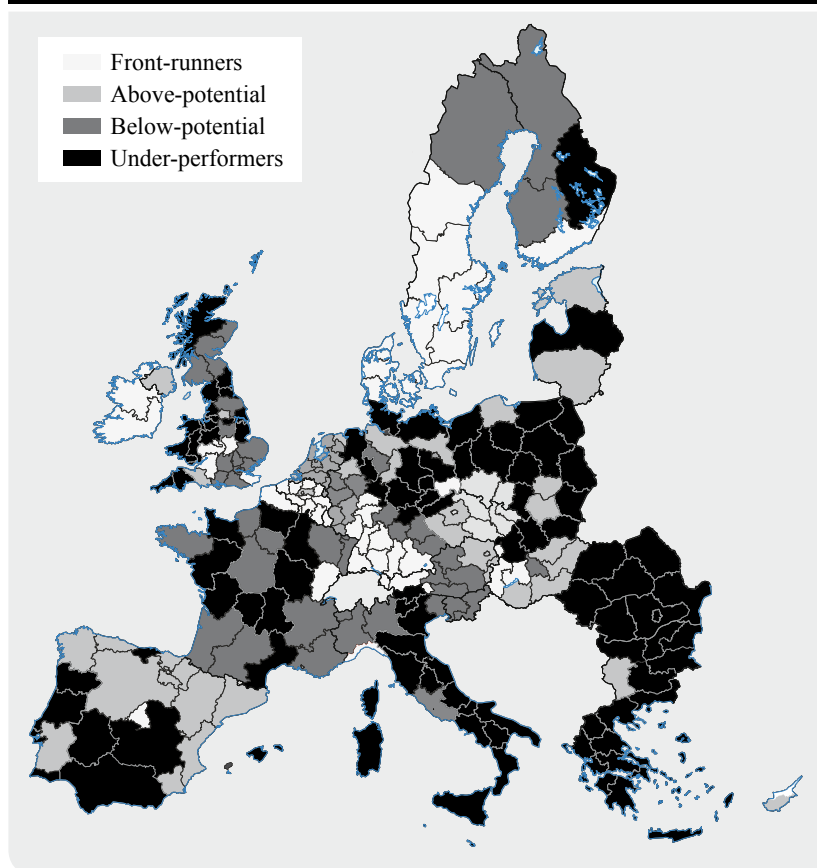 Front-runners
Above-potential
Below-potential
Under-performers